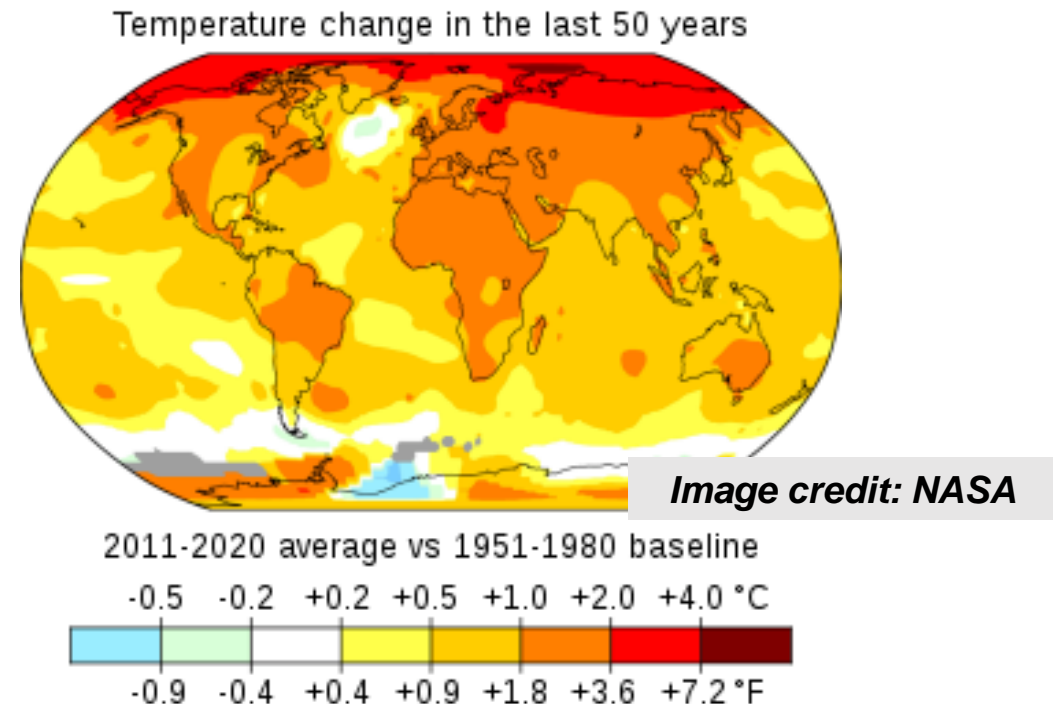 Temperature change in the last 50 years
Image credit: NASA
2011-2020 average vs 1951-1980 baseline
-0.5 -0.2 +0.2 +0.5 +1.0 +2.0 +4.0 °C
-0.9 -0.4 +0.4 +0.9 +1.8 +3.6 +7.2 °F